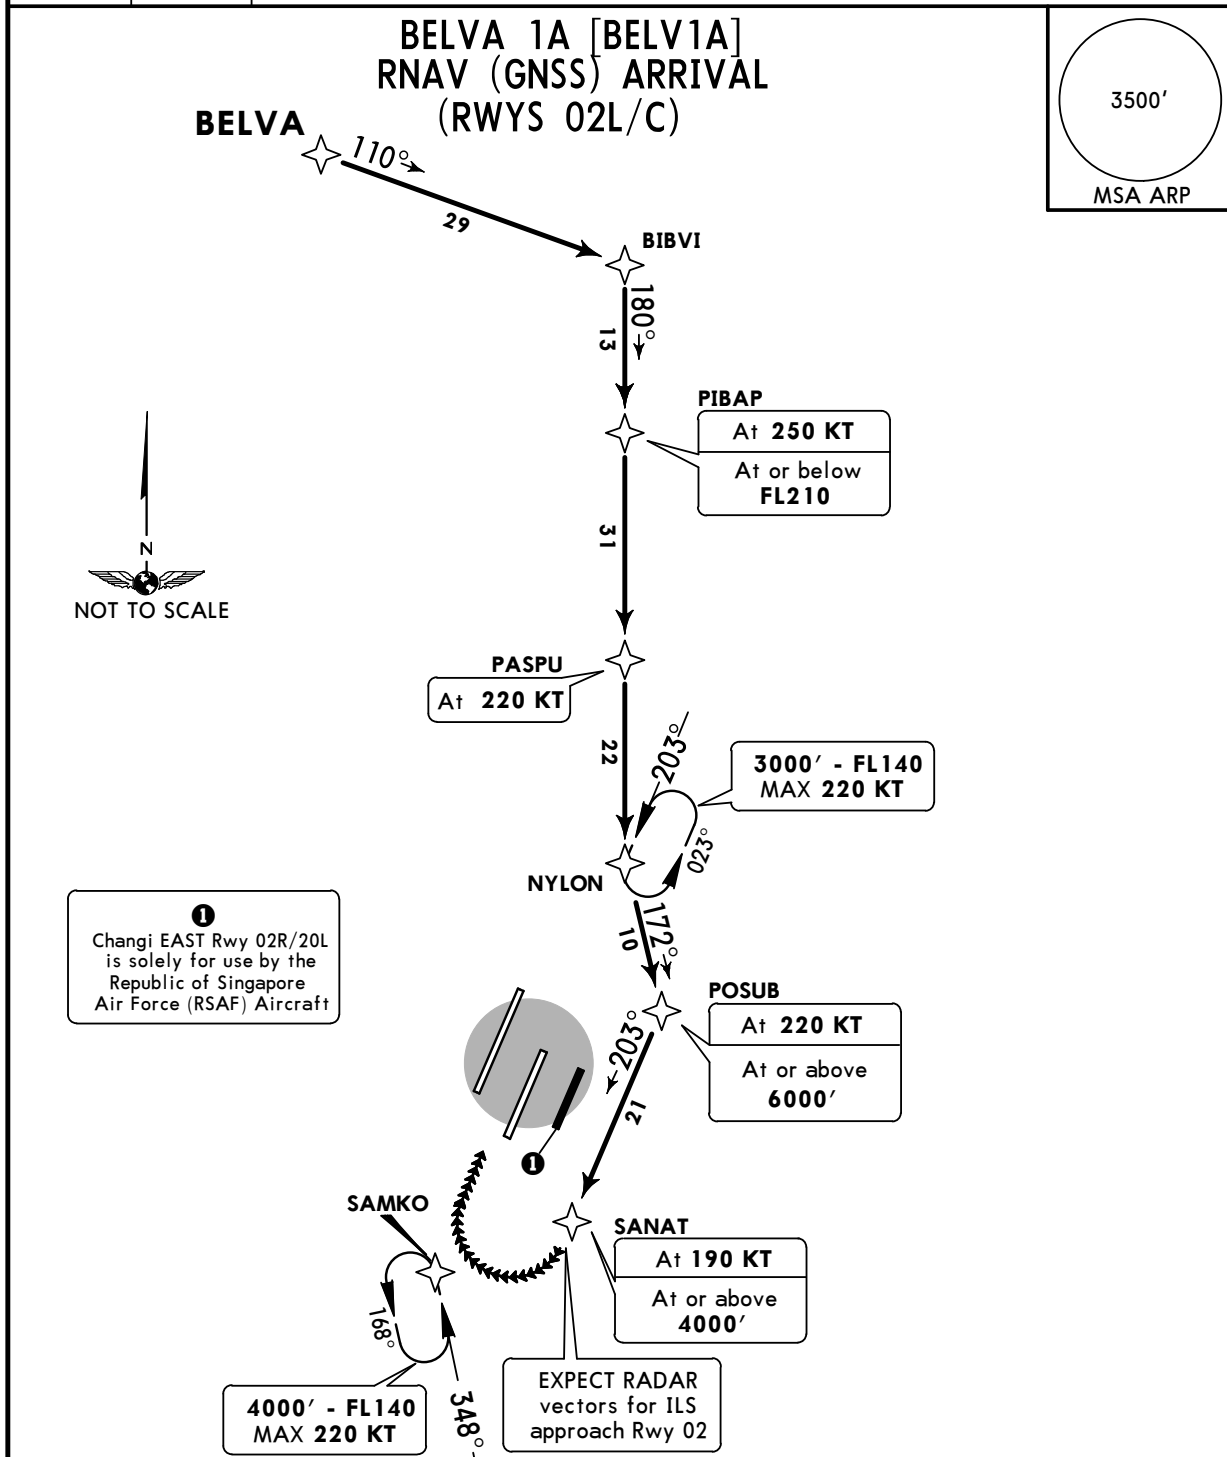 BELVA 1A [BELV1A]
RNAV (GNSS) ARRIVAL
(RWYS 02L/C)
3500'
MSA ARP
BELVA
110°
29
BIBVI
180°
13
PIBAP
At 250 KT
At or below
FL210
31
N
NOT TO SCALE
PASPU
At 220 KT
22
203°
3000' - FL140
MAX 220 KT
023°
NYLON
172°
10
1
Changi EAST Rwy 02R/20L
is solely for use by the
Republic of Singapore
Air Force (RSAF) Aircraft
POSUB
At 220 KT
At or above
6000'
203°
21
1
SAMKO
SANAT
At 190 KT
At or above
4000'
168°
348°
4000' - FL140
MAX 220 KT
EXPECT RADAR
vectors for ILS
approach Rwy 02